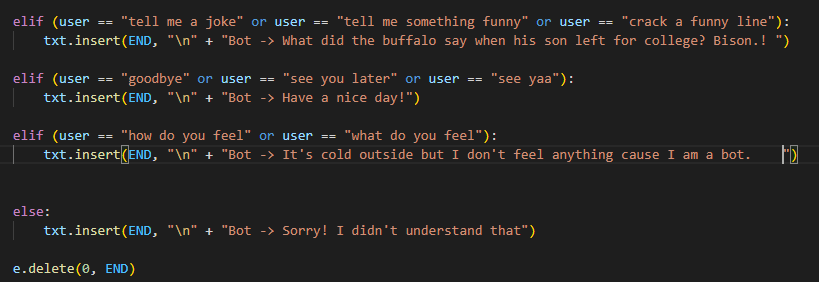 elif (user == "tell me a joke" or user == "tell me something funny" or user == "crack a funny line"):
    txt.insert(END, "\n" + "Bot -> What did the buffalo say when his son left for college? Bison.! ")
elif (user == "goodbye" or user == "see you later" or user == "see yaa"):
    txt.insert(END, "\n" + "Bot -> Have a nice day!")
elif (user == "how do you feel" or user == "what do you feel"):
    txt.insert(END, "\n" + "Bot -> It's cold outside but I don't feel anything cause I am a bot.    ")
else:
    txt.insert(END, "\n" + "Bot -> Sorry! I didn't understand that")
e.delete(0, END)